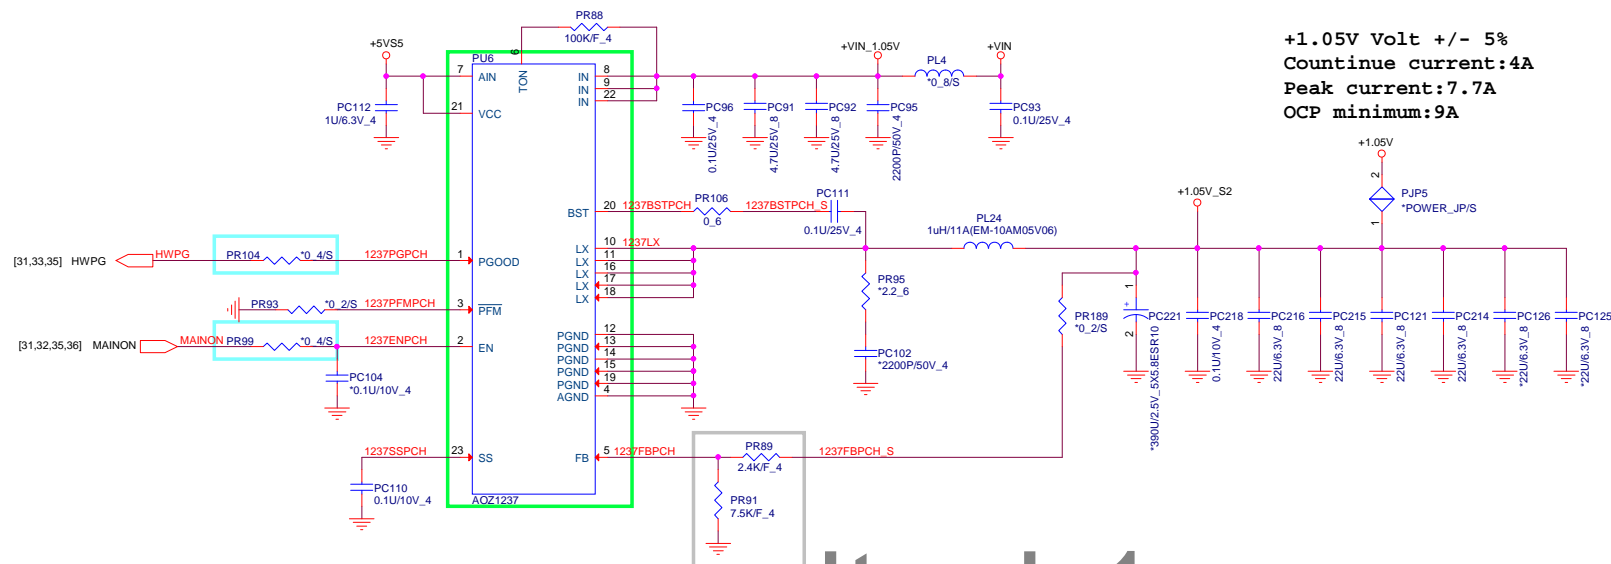 PR88
100K/F_4
+1.05V Volt +/- 5%
Countinue current:4A
Peak current:7.7A
OCP minimum:9A
+5VS5
6
+VIN_1.05V
+VIN
PU6
TON
PL4
*0_8/S
7
AIN
IN
8
IN
9
IN
22
PC112
1U/6.3V_4
21
VCC
PC96
0.1U/25V_4
PC91
4.7U/25V_8
PC92
4.7U/25V_8
PC95
2200P/50V_4
PC93
0.1U/25V_4
+1.05V
2
PJP5
*POWER_JP/S
1
+1.05V_S2
BST
20
1237BSTPCH
PR106
0_6
1237BSTPCH_S
PC111
0.1U/25V_4
PL24
1uH/11A(EM-10AM05V06)
LX
10
1237LX
LX
11
LX
16
LX
17
LX
18
[31,33,35]
HWPG
HWPG
PR104
*0_4/S
1237PGPCH
1
PGOOD
PR95
*2.2_6
PR93
*0_2/S
1237PFMPCH
3
PFM
PR189
*0_2/S
1
+
PC221
2
*390U/2.5V_5X5.8ESR10
PC218
0.1U/10V_4
PC216
22U/6.3V_8
PC215
22U/6.3V_8
PC121
22U/6.3V_8
PC214
22U/6.3V_8
PC126
*22U/6.3V_8
PC125
*22U/6.3V_8
[31,32,35,36]
MAINON
MAINON
PR99
*0_4/S
1237ENPCH
2
EN
PGND
12
PGND
13
PGND
14
PGND
15
PGND
19
AGND
4
PC102
*2200P/50V_4
PC104
*0.1U/10V_4
1237SSPCH
23
SS
FB
5
1237FBPCH
PR89
2.4K/F_4
1237FBPCH_S
PC110
0.1U/10V_4
PR91
7.5K/F_4
AOZ1237